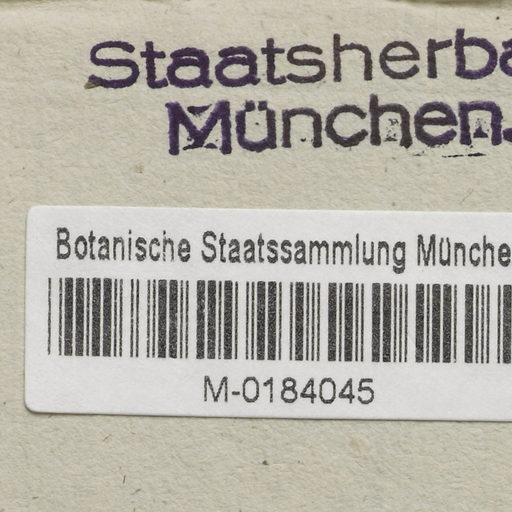 Staatsherba
München.
Botanische Staatssammlung Münche
M-0184045